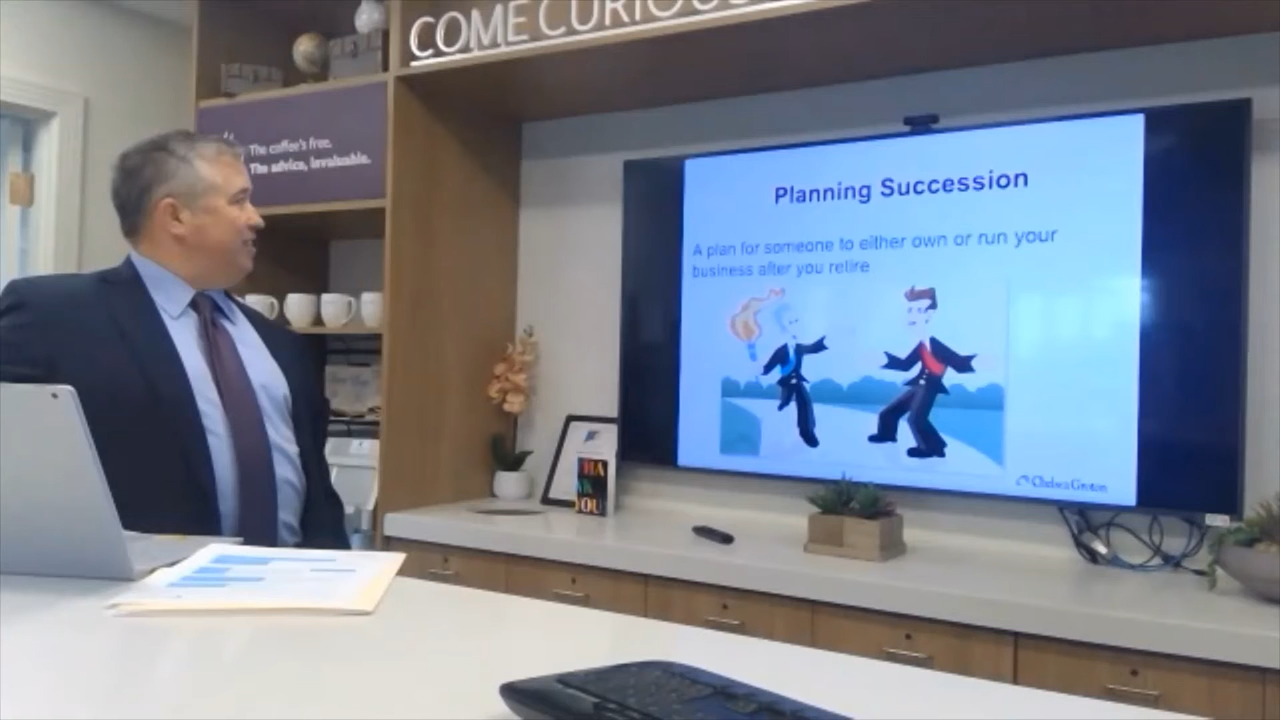 COME CURIOUS
The coffee's free.
The advice, invaluable.
Planning Succession
A plan for someone to either own or run your
business after you retire
Chelsea Groton
THA
NK
YOU